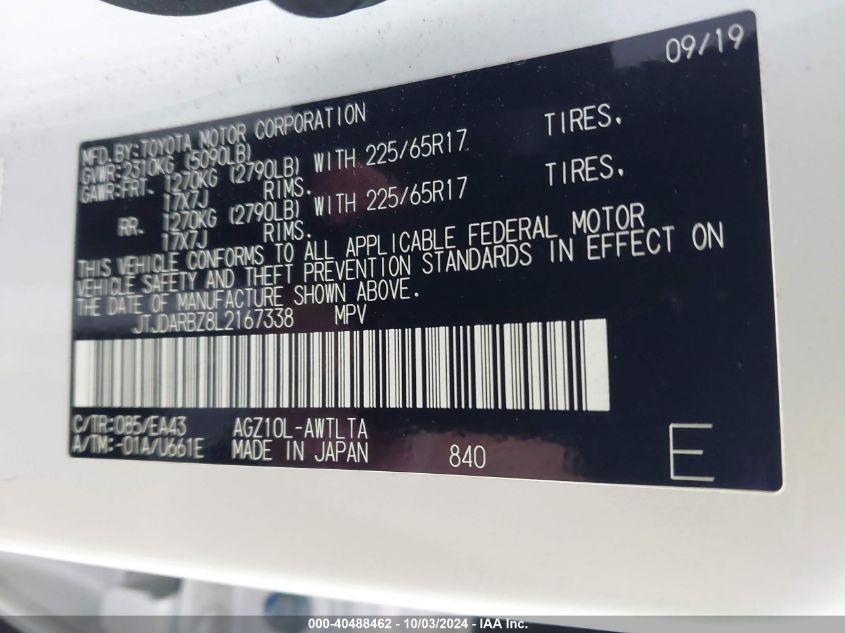 09/19
MFD.BY:TOYOTA MOTOR CORPORATION
GVWR:2310KG (5090LB)
GAWR:FRT. 1270KG (2790LB) WITH 225/65R17 TIRES,
17X7J RIMS.
RR. 1270KG (2790LB) WITH 225/65R17 TIRES,
17X7J RIMS.
THIS VEHICLE CONFORMS TO ALL APPLICABLE FEDERAL MOTOR
VEHICLE SAFETY AND THEFT PREVENTION STANDARDS IN EFFECT ON
THE DATE OF MANUFACTURE SHOWN ABOVE.
JTJDARBZ8L2167338 MPV
C/TR:085/EA43 AGZ10L-AWTLTA
A/TM:-01A/U661E MADE IN JAPAN 840 E
000-40488462 - 10/03/2024 - IAA Inc.